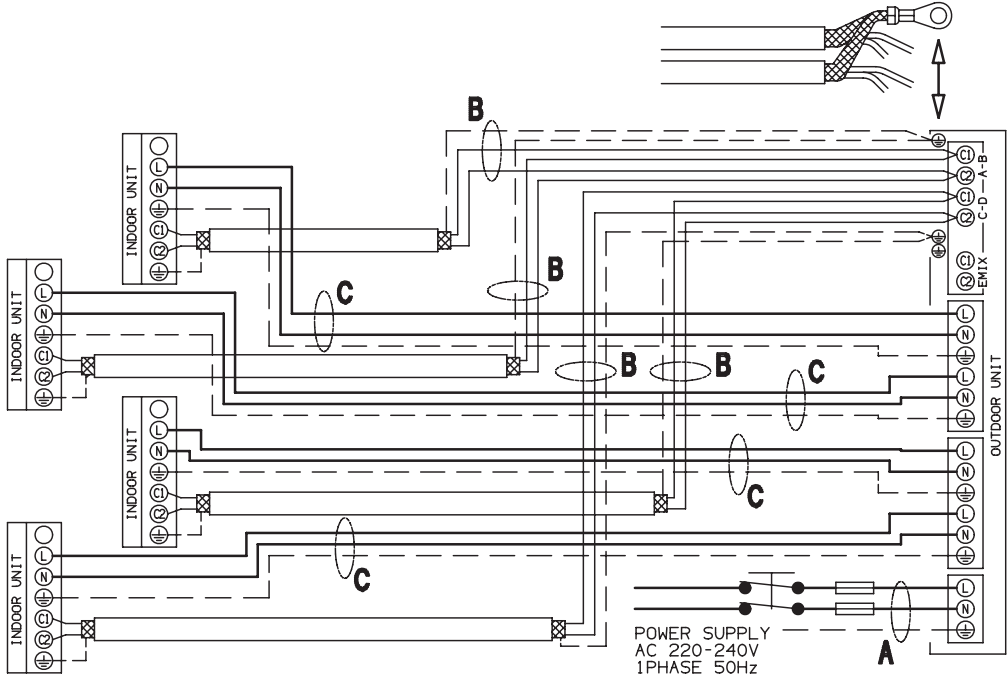 B
INDOOR UNIT
L
N
C1
C2
INDOOR UNIT
L
N
C1
C2
INDOOR UNIT
L
N
C1
C2
INDOOR UNIT
L
N
C1
C2
C
B
B
B
C
C
C
C1
C2
A-B
C1
C2
C-D
C1
C2
EMIX
L
N
L
N
L
N
L
N
L
N
OUTDOOR UNIT
POWER SUPPLY
AC 220-240V
1PHASE 50Hz
A